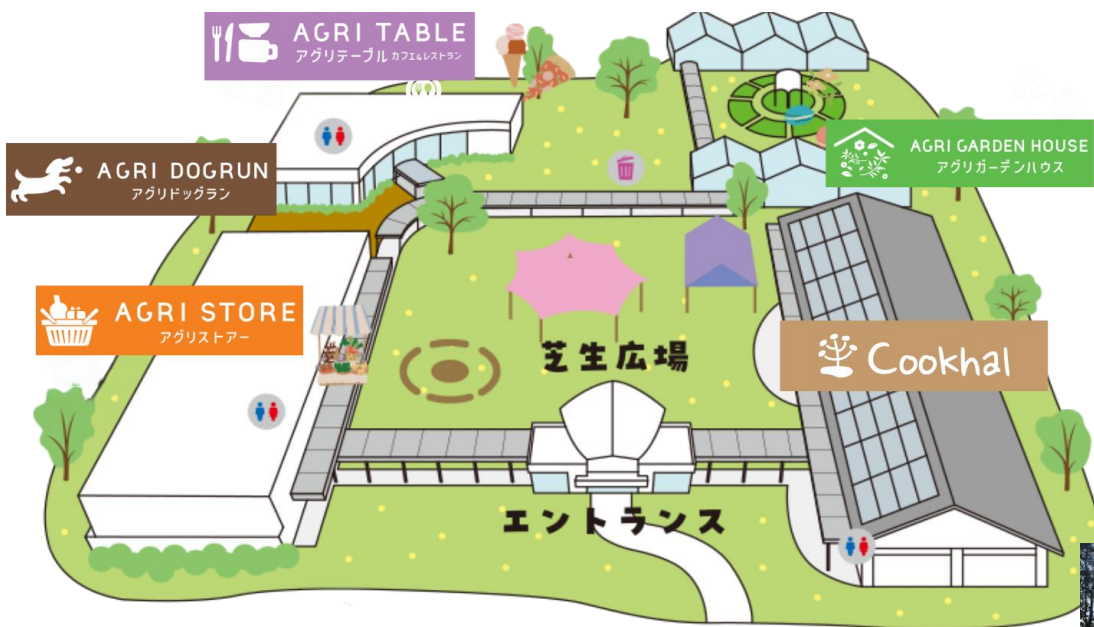 AGRI TABLE
アグリテーブル カフェ&レストラン
AGRI DOGRUN
アグリドッグラン
AGRI GARDEN HOUSE
アグリガーデンハウス
AGRI STORE
アグリストアー
芝生広場
Cookhal
エントランス